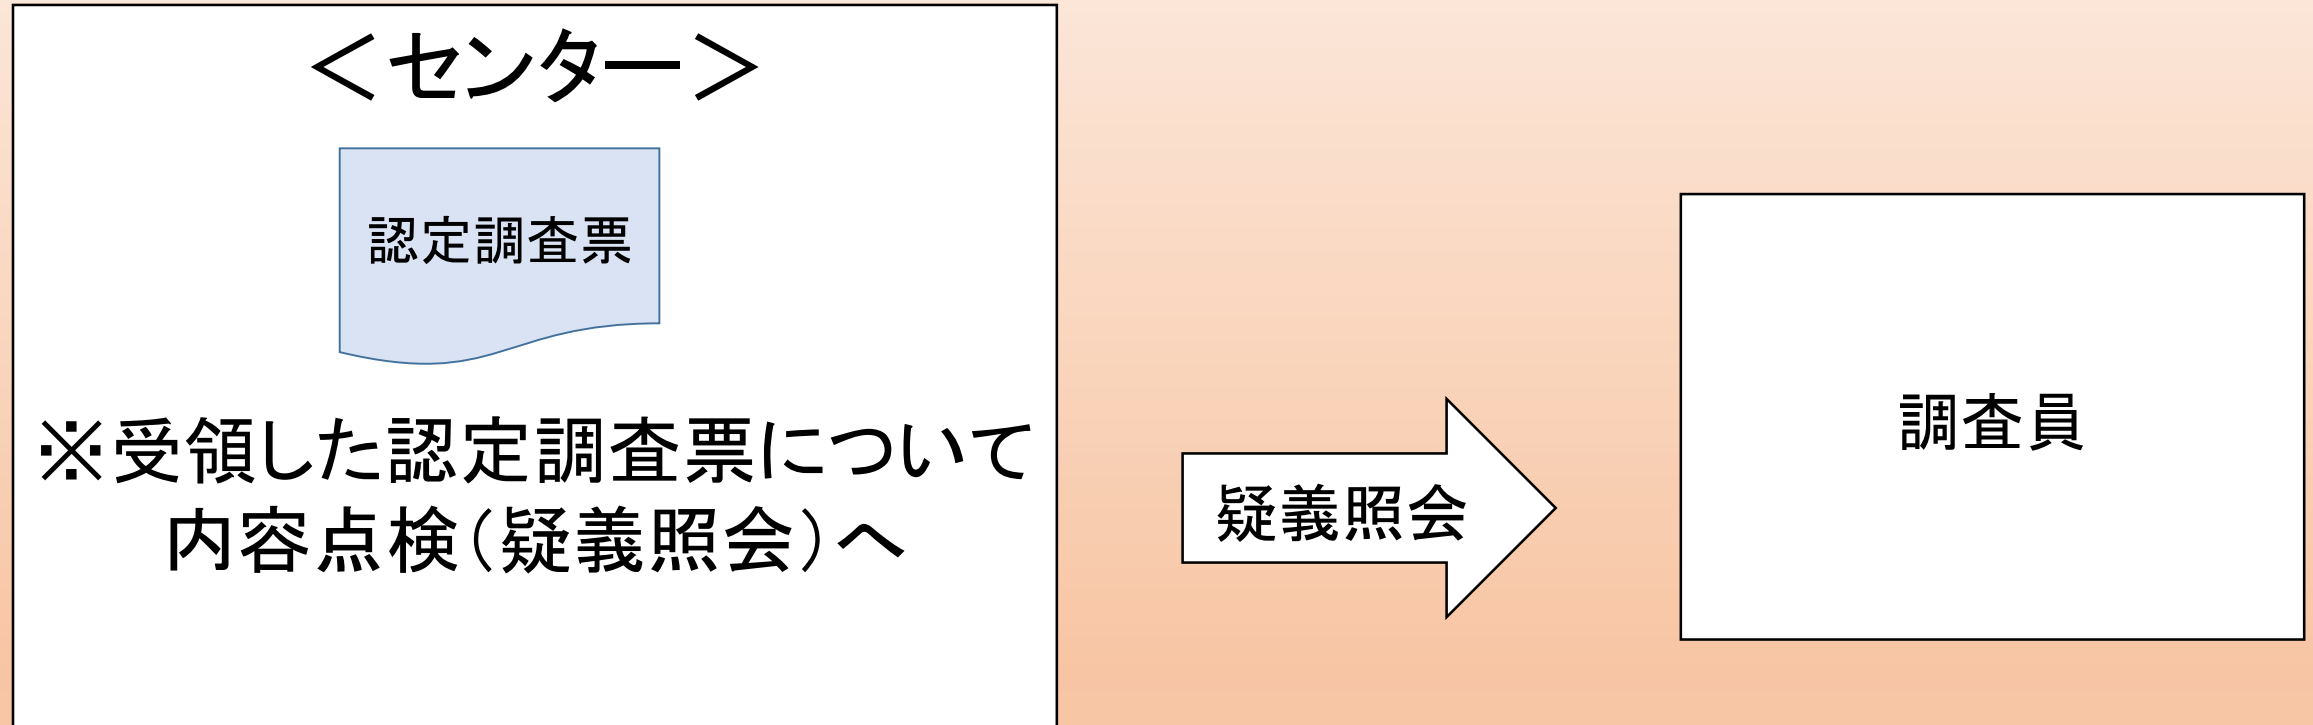 ＜センター＞
認定調査票
※受領した認定調査票について
内容点検（疑義照会）へ
疑義照会
調査員